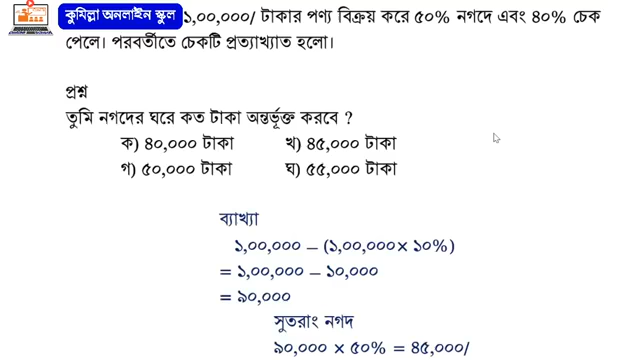 কুমিল্লা অনলাইন স্কুল ১,০০,০০০/ টাকার পণ্য বিক্রয় করে ৫০% নগদে এবং ৪০% চেক
পেলে। পরবর্তীতে চেকটি প্রত্যাখ্যাত হলো।
প্রশ্ন
তুমি নগদের ঘরে কত টাকা অন্তর্ভূক্ত করবে ?
ক) ৪০,০০০ টাকা খ) ৪৫,০০০ টাকা
গ) ৫০,০০০ টাকা ঘ) ৫৫,০০০ টাকা
ব্যাখ্যা
১,০০,০০০ – (১,০০,০০০× ১০%)
= ১,০০,০০০ – ১০,০০০
= ৯০,০০০
সুতরাং নগদ
৯০,০০০ × ৫০% = ৪৫,০০০/